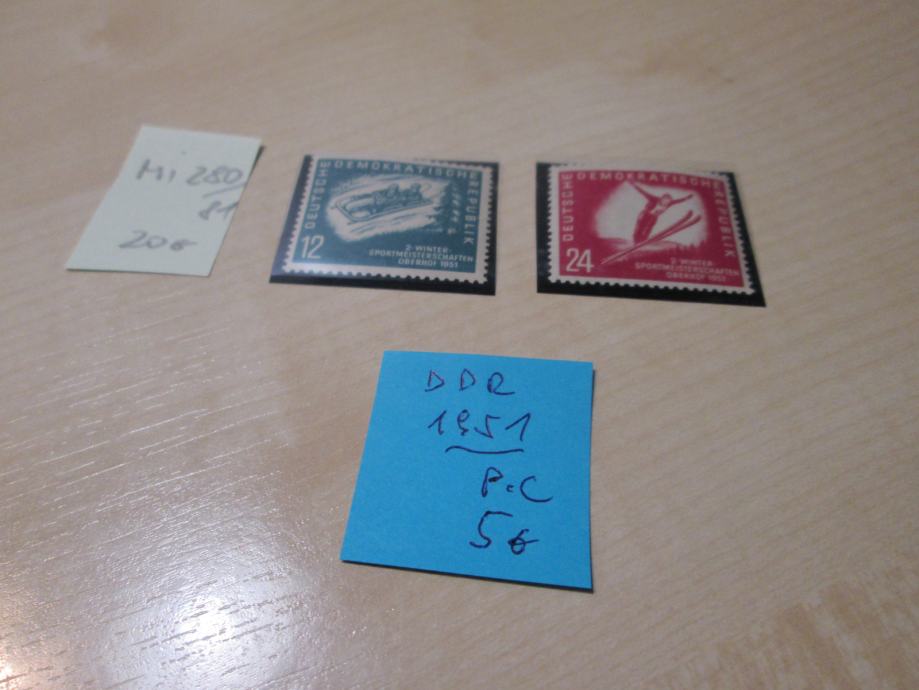 Mi 280/
81
20€
DEUTSCHE DEMOKRATISCHE REPUBLIK
12
2. WINTER-
SPORTMEISTERSCHAFTEN
OBERHOF 1951
DEUTSCHE DEMOKRATISCHE REPUBLIK
24
2. WINTER-
SPORTMEISTERSCHAFTEN
OBERHOF 1951
DDR
1951
P.C
5€